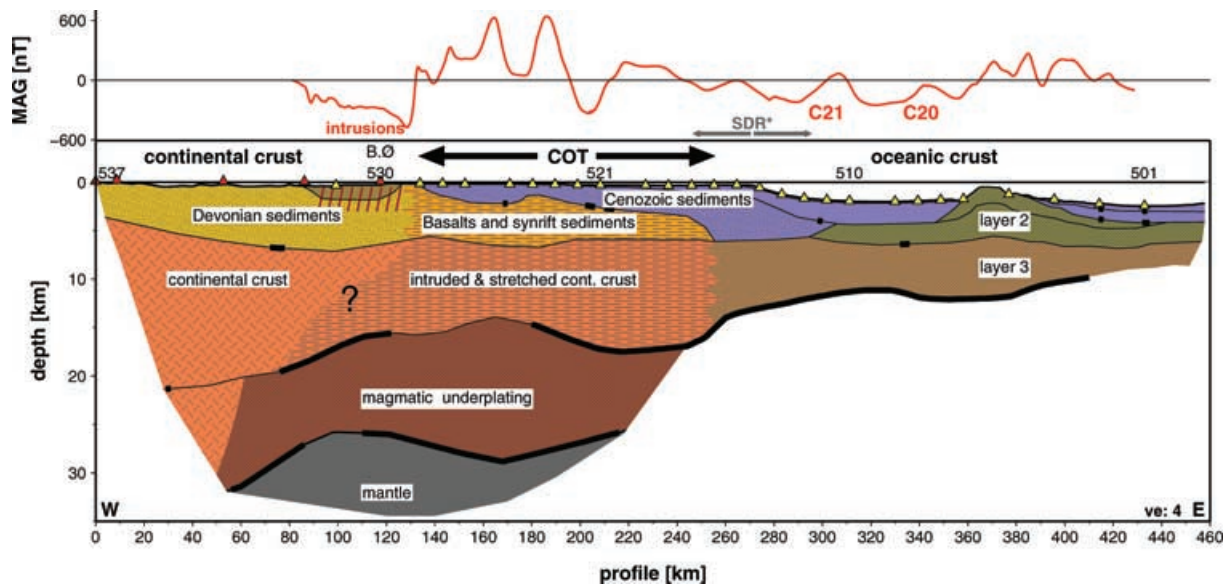 MAG [nT]
600
0
−600
intrusions
C21
C20
SDR*
continental crust
B.Ø
COT
oceanic crust
537
530
521
510
501
0
10
20
30
depth [km]
Devonian sediments
Cenozoic sediments
Basalts and synrift sediments
layer 2
continental crust
intruded & stretched cont. crust
layer 3
?
magmatic underplating
mantle
W
ve: 4 E
0 20 40 60 80 100 120 140 160 180 200 220 240 260 280 300 320 340 360 380 400 420 440 460
profile [km]